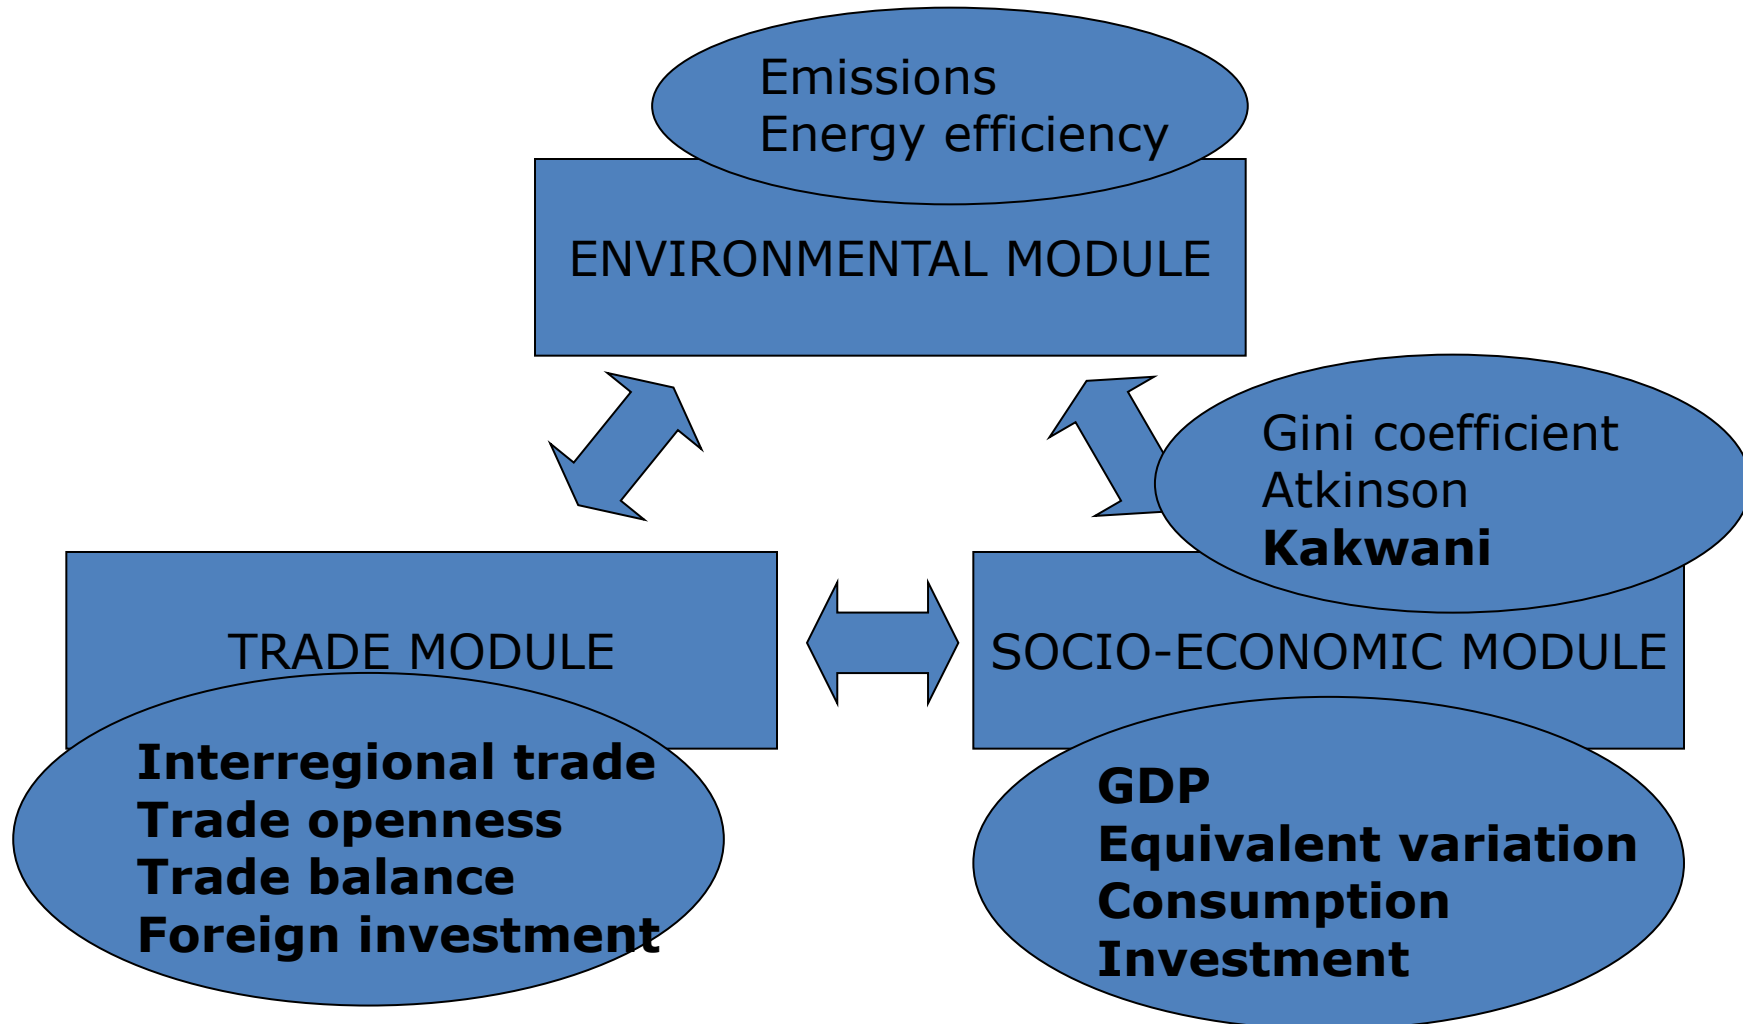 Emissions
Energy efficiency
ENVIRONMENTAL MODULE
Gini coefficient
Atkinson
Kakwani
TRADE MODULE
SOCIO-ECONOMIC MODULE
Interregional trade
Trade openness
Trade balance
Foreign investment
GDP
Equivalent variation
Consumption
Investment